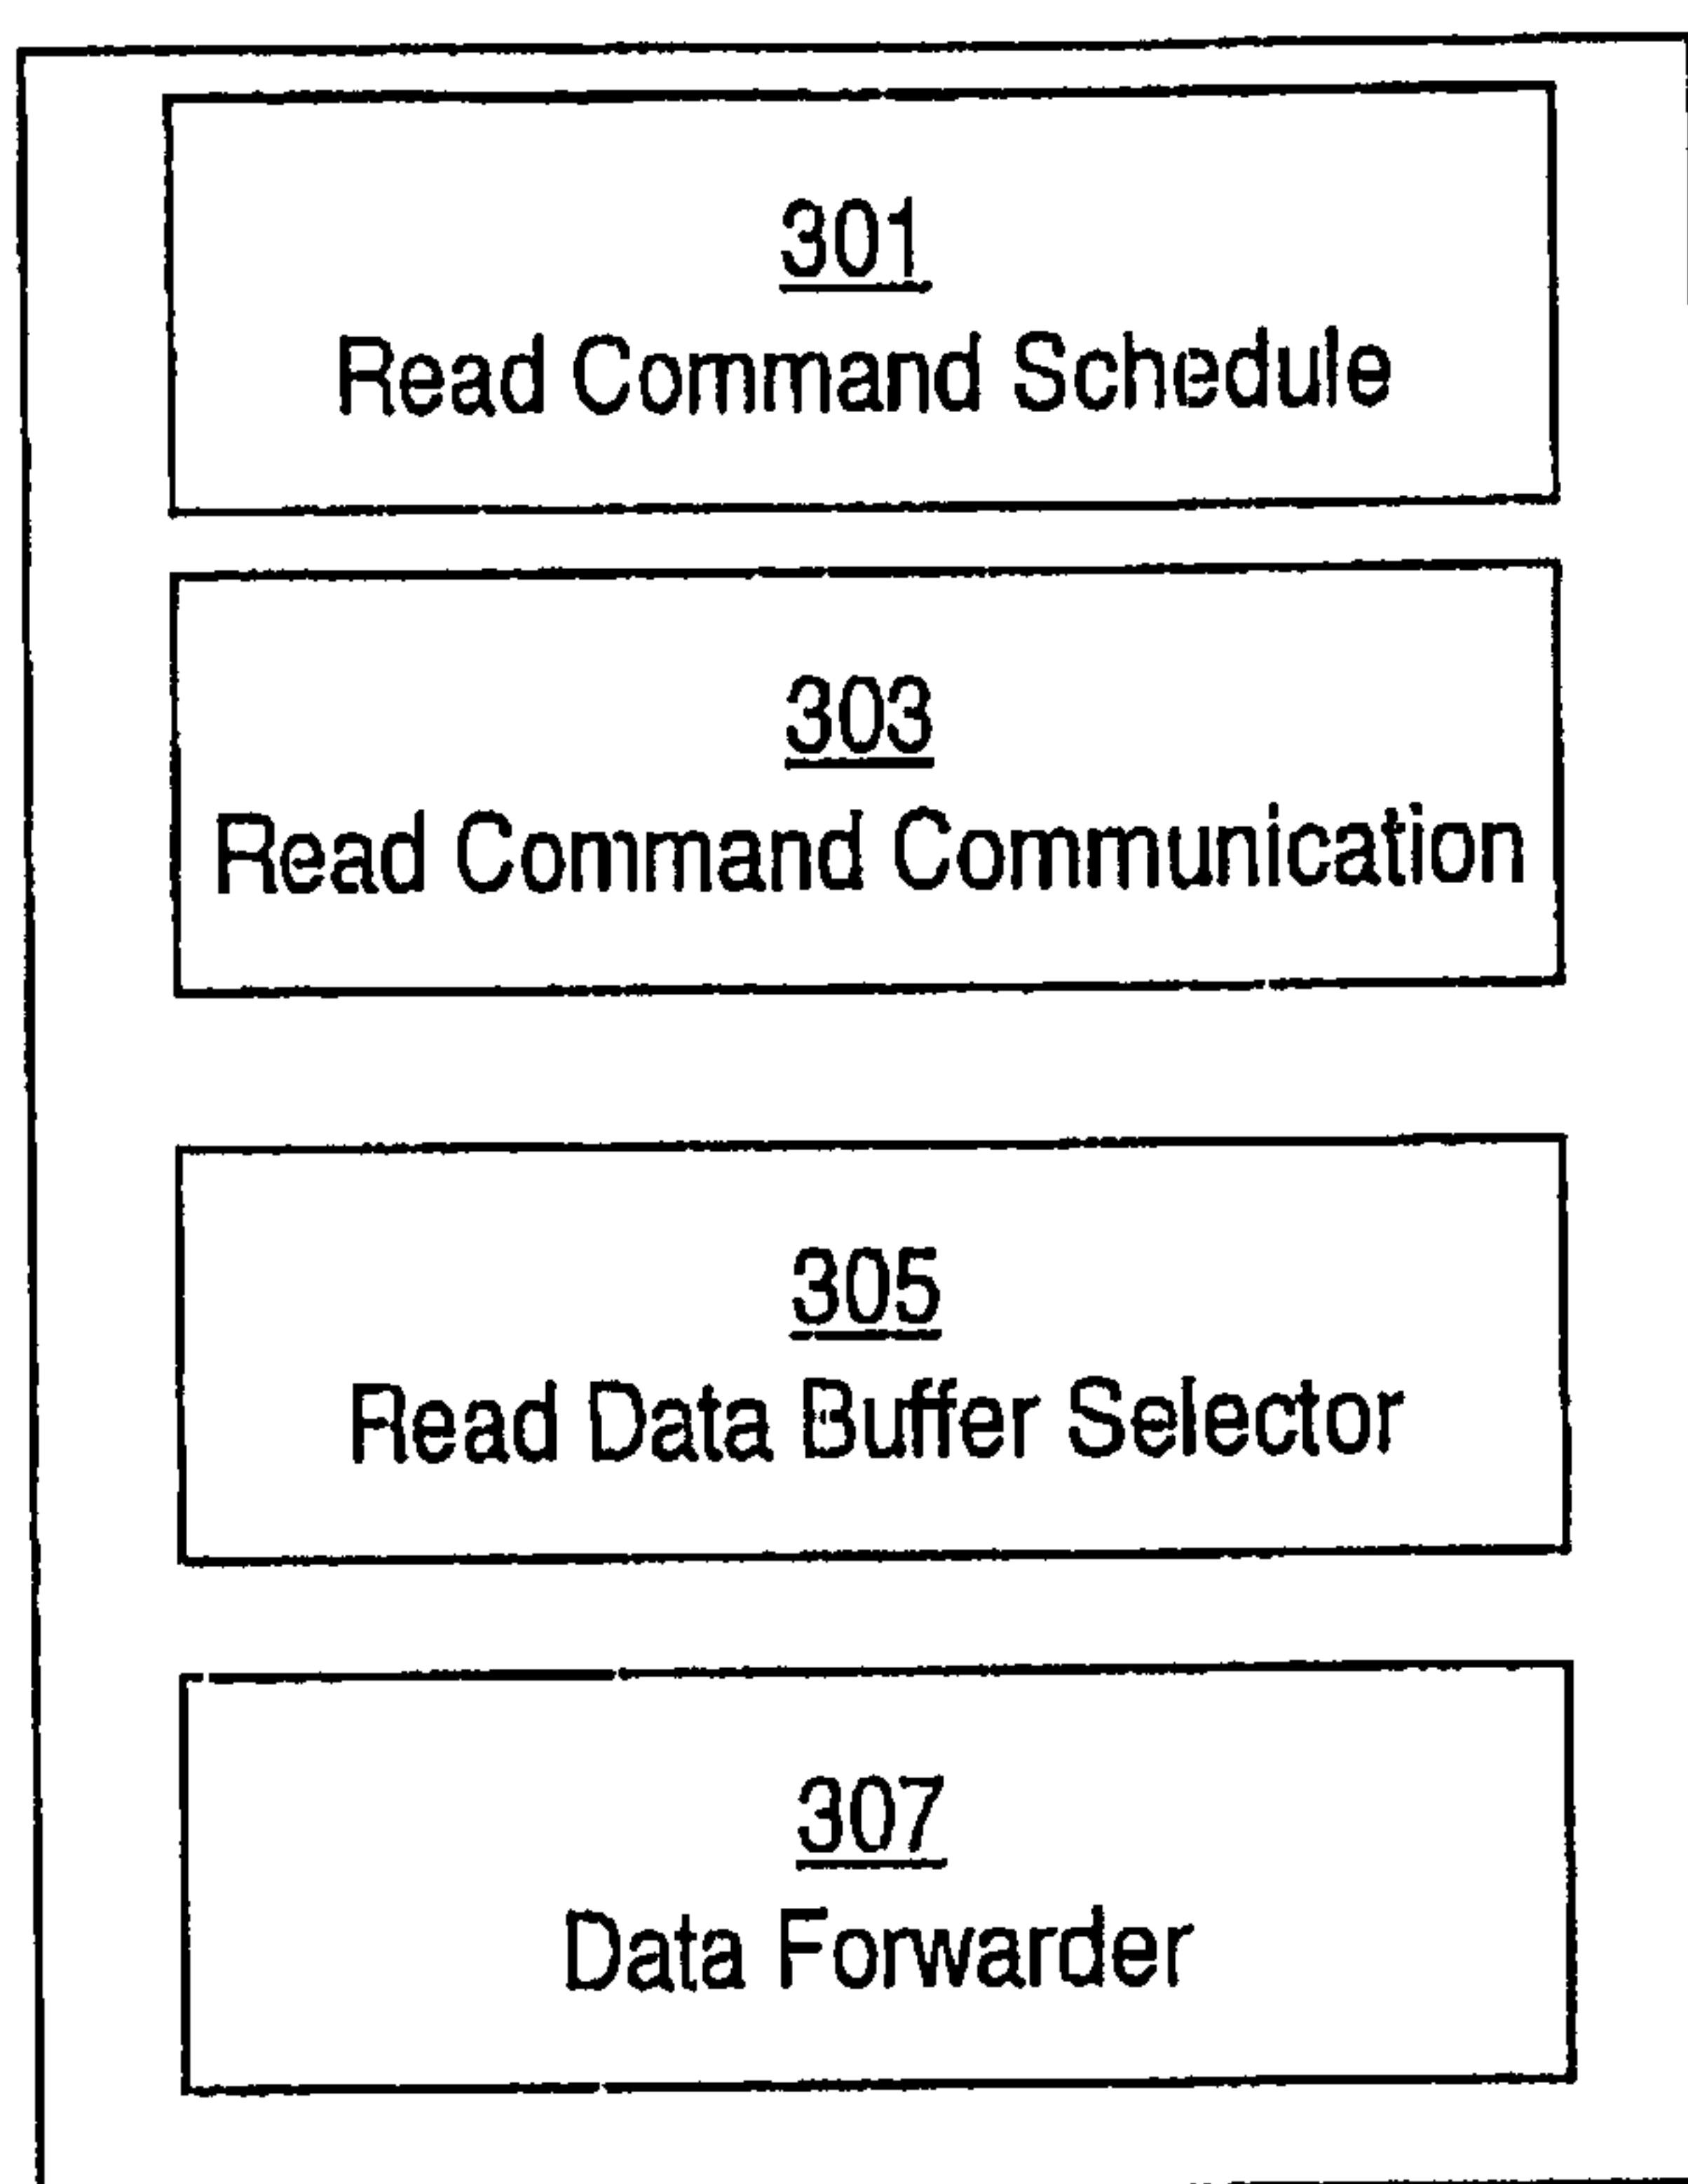 301
Read Command Schedule
303
Read Command Communication
305
Read Data Buffer Selector
307
Data Forwarder